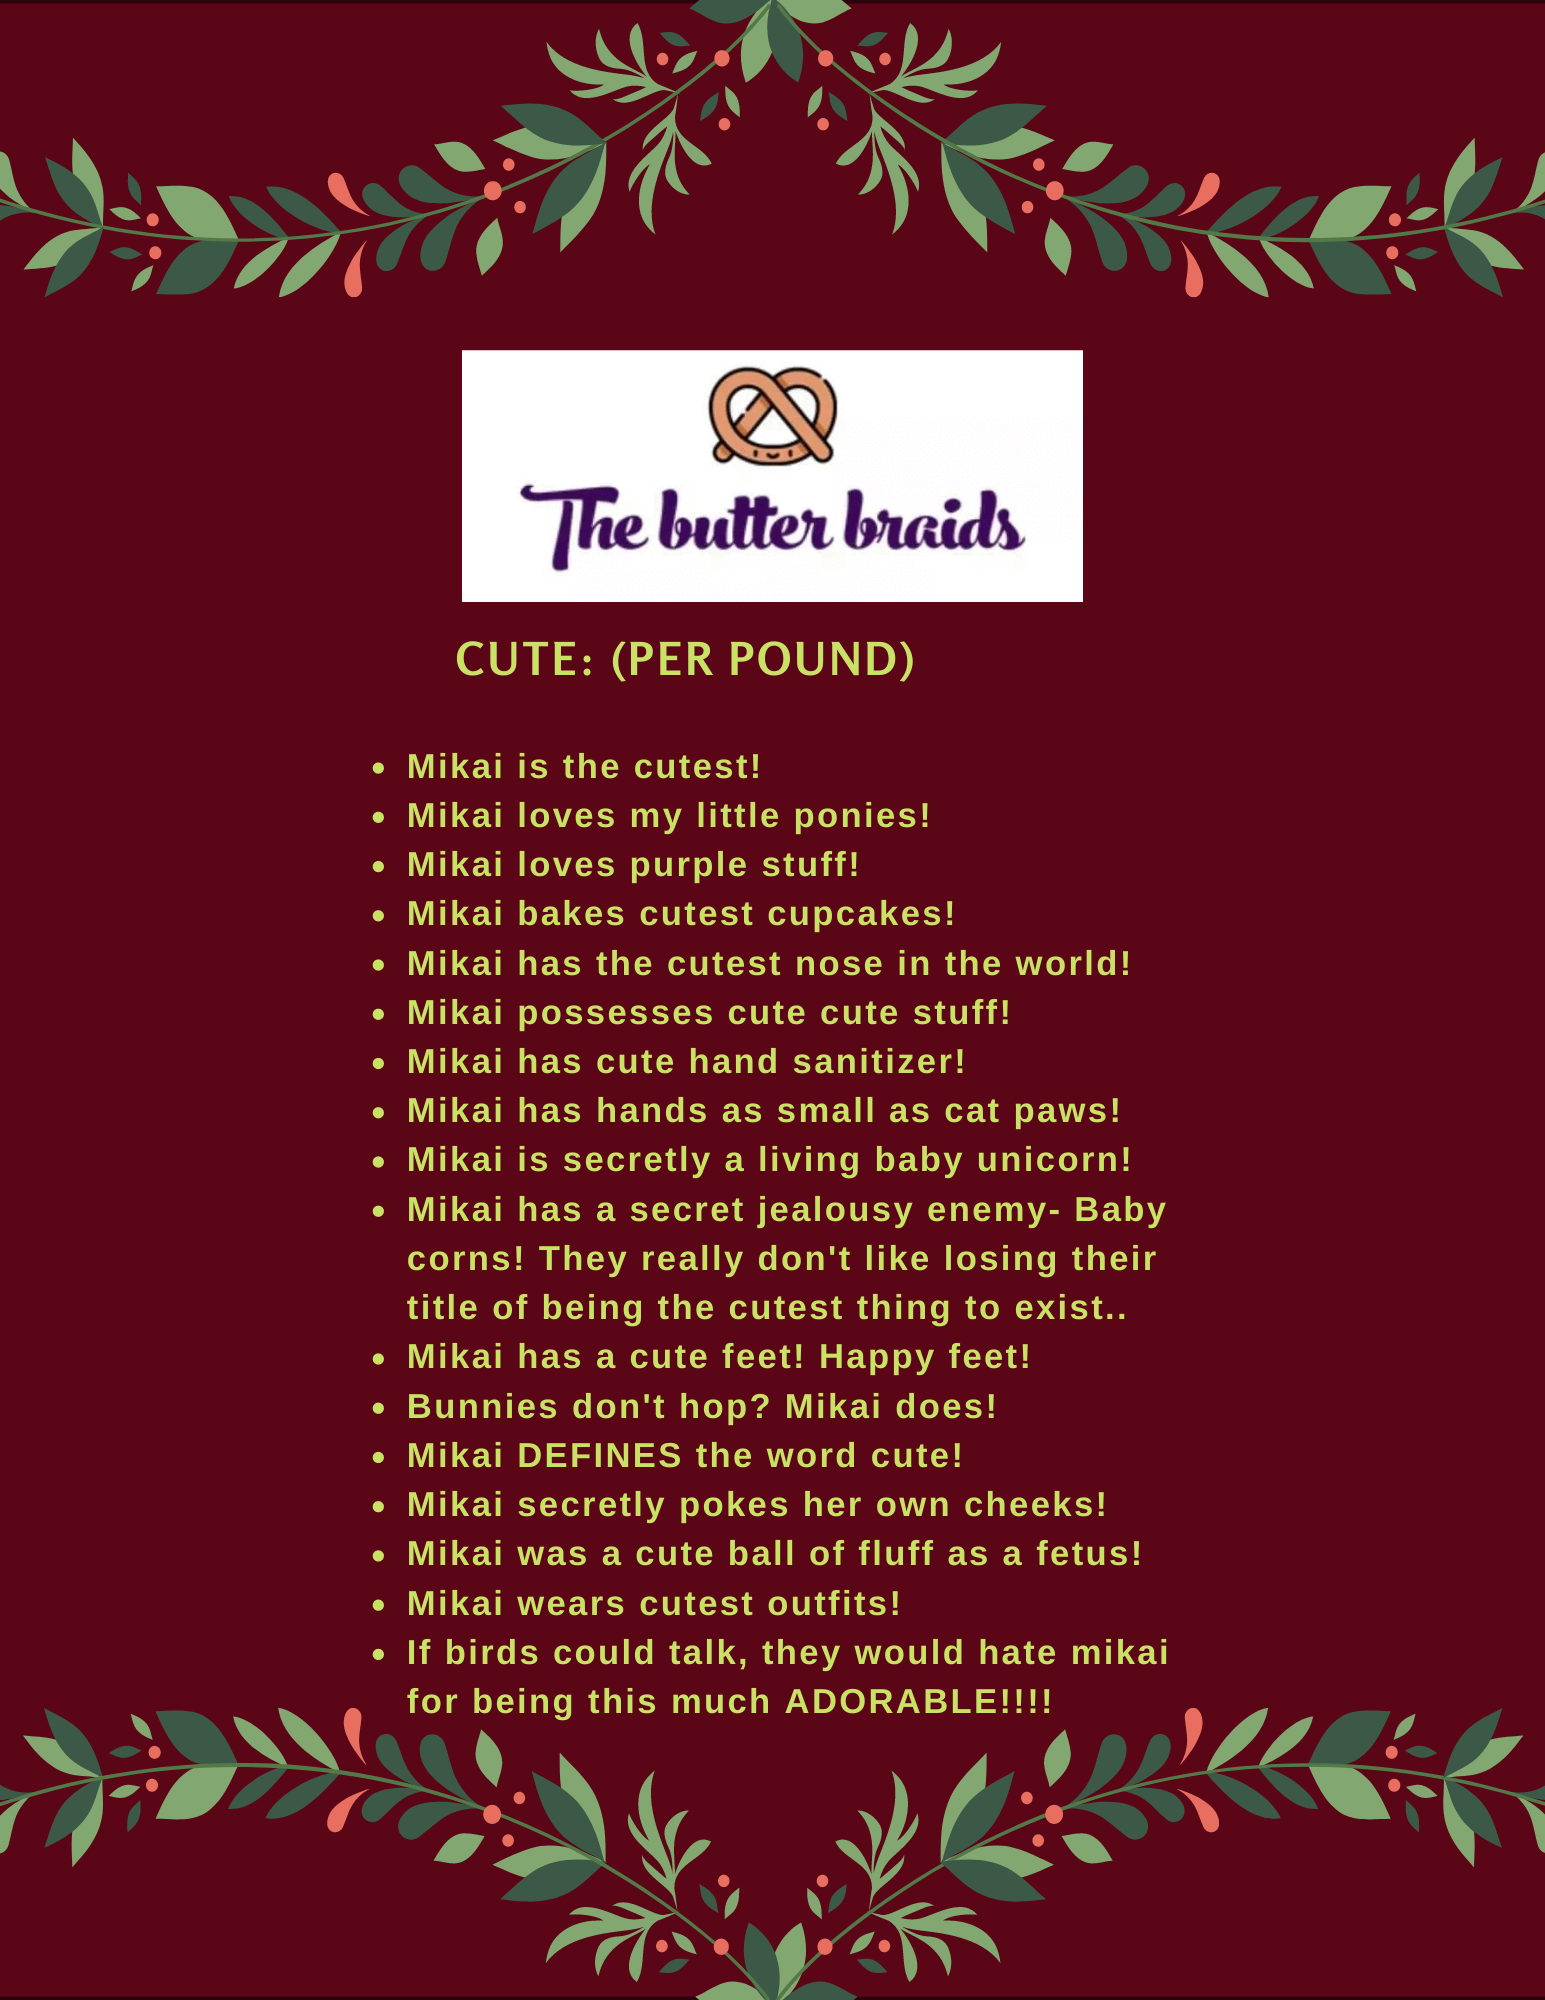 The butter braids
CUTE: (PER POUND)
• Mikai is the cutest!
• Mikai loves my little ponies!
• Mikai loves purple stuff!
• Mikai bakes cutest cupcakes!
• Mikai has the cutest nose in the world!
• Mikai possesses cute cute stuff!
• Mikai has cute hand sanitizer!
• Mikai has hands as small as cat paws!
• Mikai is secretly a living baby unicorn!
• Mikai has a secret jealousy enemy- Baby
corns! They really don't like losing their
title of being the cutest thing to exist..
• Mikai has a cute feet! Happy feet!
• Bunnies don't hop? Mikai does!
• Mikai DEFINES the word cute!
• Mikai secretly pokes her own cheeks!
• Mikai was a cute ball of fluff as a fetus!
• Mikai wears cutest outfits!
• If birds could talk, they would hate mikai
for being this much ADORABLE!!!!